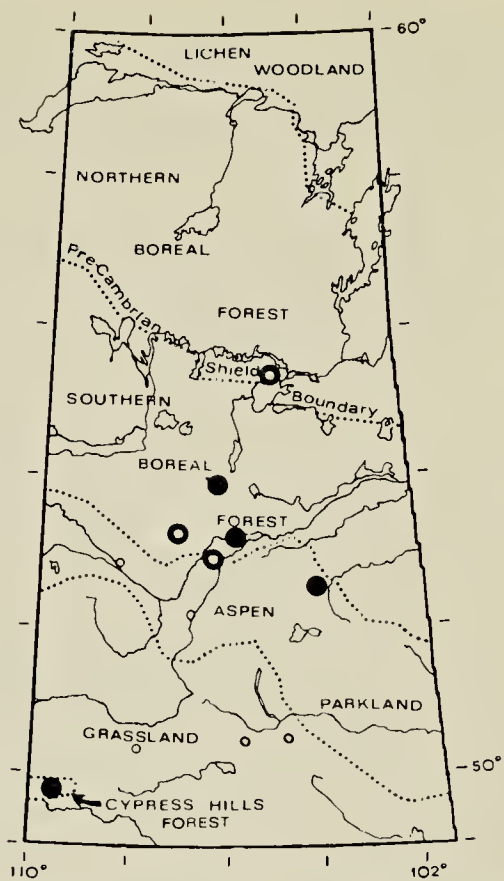 60°
LICHEN
WOODLAND
NORTHERN
BOREAL
PreCambrian
FOREST
Shield
SOUTHERN
Boundary
BOREAL
FOREST
ASPEN
PARKLAND
GRASSLAND
50°
CYPRESS HILLS
FOREST
110°
102°